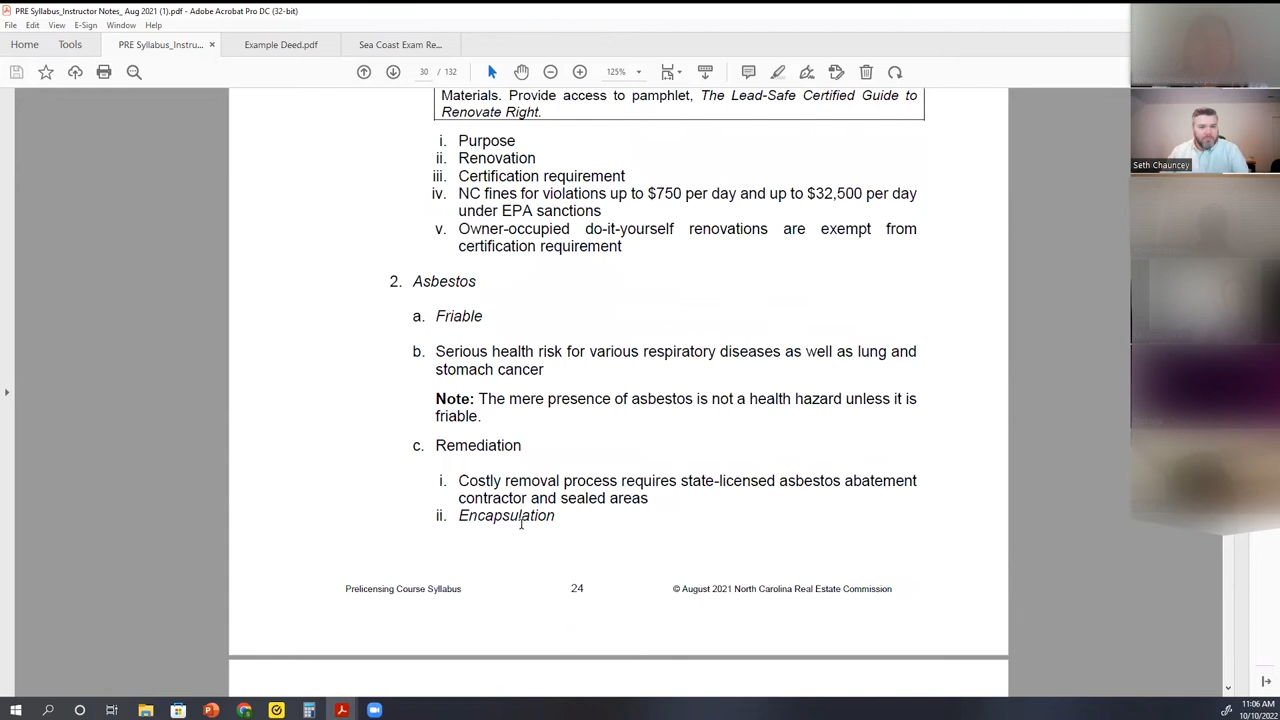 PRE Syllabus_Instructor Notes_ Aug 2021 (1).pdf - Adobe Acrobat Pro DC (32-bit)
File Edit View E-Sign Window Help
Home Tools PRE Syllabus_Instru... × Example Deed.pdf Sea Coast Exam Re...
30 / 132 125%
Materials. Provide access to pamphlet, The Lead-Safe Certified Guide to
Renovate Right.
i. Purpose
ii. Renovation
iii. Certification requirement
iv. NC fines for violations up to $750 per day and up to $32,500 per day
under EPA sanctions
v. Owner-occupied do-it-yourself renovations are exempt from
certification requirement
2. Asbestos
a. Friable
b. Serious health risk for various respiratory diseases as well as lung and
stomach cancer
Note: The mere presence of asbestos is not a health hazard unless it is
friable.
c. Remediation
i. Costly removal process requires state-licensed asbestos abatement
contractor and sealed areas
ii. Encapsulation
Prelicensing Course Syllabus 24 © August 2021 North Carolina Real Estate Commission
Seth Chauncey
11:06 AM
10/10/2022